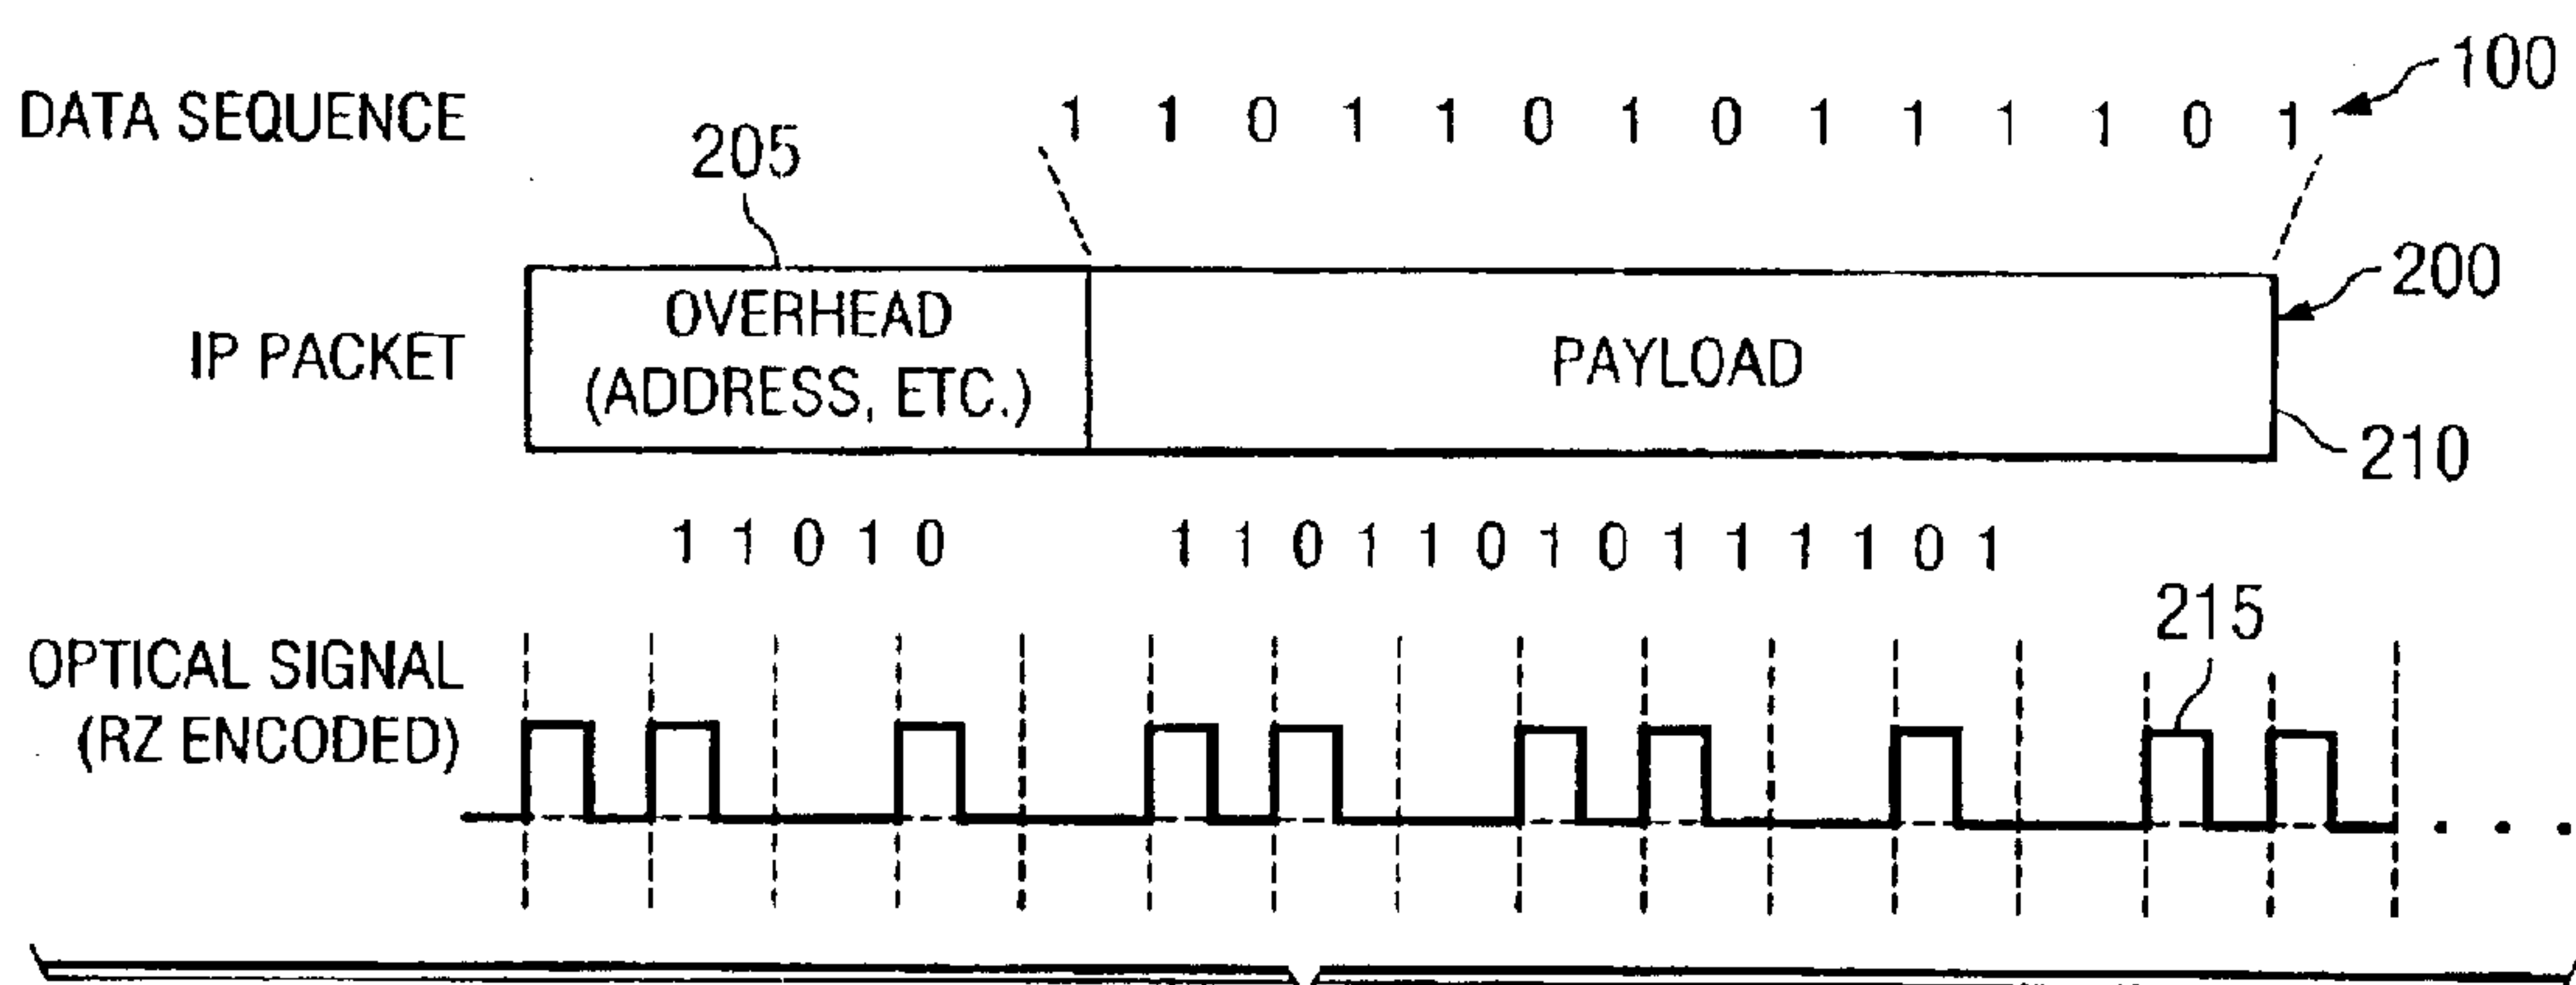 100
DATA SEQUENCE 1 1 0 1 1 0 1 0 1 1 1 1 0 1
205
200
OVERHEAD
IP PACKET
(ADDRESS, ETC.)
PAYLOAD
210
1 1 0 1 0 1 1 0 1 1 0 1 0 1 1 1 1 0 1
215
OPTICAL SIGNAL
(RZ ENCODED)